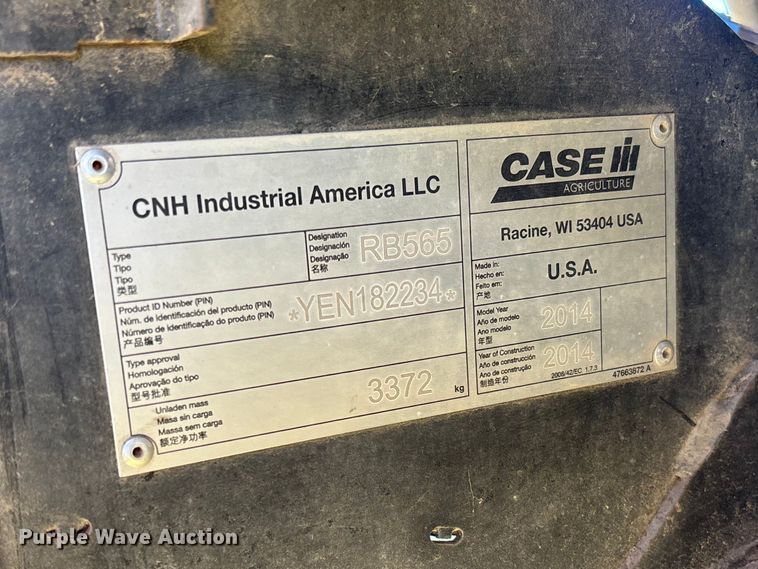 CNH Industrial America LLC
CASE IH
AGRICULTURE
Racine, WI 53404 USA
Type
Tipo
Tipo
类型
Designation
Designación
Designação
名称
RB565
Made in:
Hecho en:
Feito em:
产地
U.S.A.
Product ID Number (PIN)
Núm. de identificación del producto (PIN)
Número de identificação do produto (PIN)
产品编号
*YEN182234*
Model Year
Año de modelo
Ano modelo
年型
2014
Type approval
Homologación
Aprovação do tipo
型号批准
Year of Construction
Año de construcción
Ano de construção
制造年份
2014
Unladen mass
Masa sin carga
Massa sem carga
额定净功率
3372
kg
2006/42/EC 1.7.3
47663872 A
Purple Wave Auction